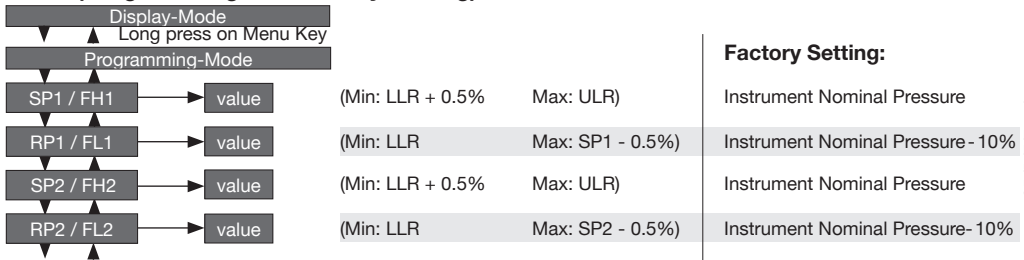 Display-Mode
Long press on Menu Key
Programming-Mode
Factory Setting:
SP1 / FH1 value (Min: LLR + 0.5% Max: ULR) Instrument Nominal Pressure
RP1 / FL1 value (Min: LLR Max: SP1 - 0.5%) Instrument Nominal Pressure - 10%
SP2 / FH2 value (Min: LLR + 0.5% Max: ULR) Instrument Nominal Pressure
RP2 / FL2 value (Min: LLR Max: SP2 - 0.5%) Instrument Nominal Pressure- 10%